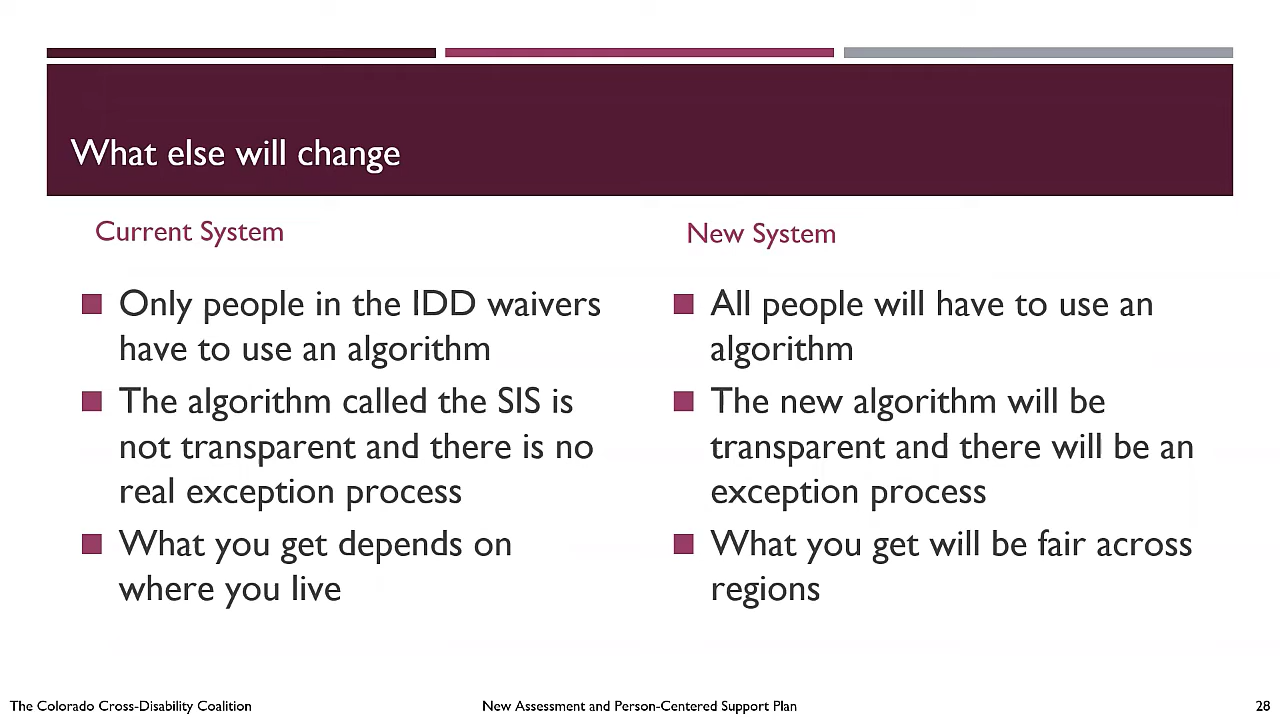 What else will change
Current System
Only people in the IDD waivers
have to use an algorithm
The algorithm called the SIS is
not transparent and there is no
real exception process
What you get depends on
where you live
New System
All people will have to use an
algorithm
The new algorithm will be
transparent and there will be an
exception process
What you get will be fair across
regions
The Colorado Cross-Disability Coalition
New Assessment and Person-Centered Support Plan
28